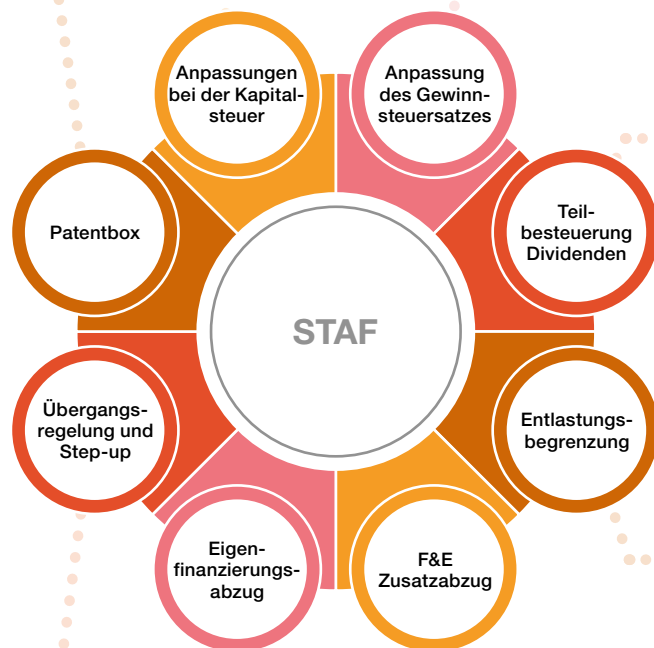 Anpassungen
bei der Kapital-
steuer
Anpassung
des Gewinn-
steuersatzes
Patentbox
Teil-
besteuerung
Dividenden
STAF
Übergangs-
regelung und
Step-up
Entlastungs-
begrenzung
Eigen-
finanzierungs-
abzug
F&E
Zusatzabzug